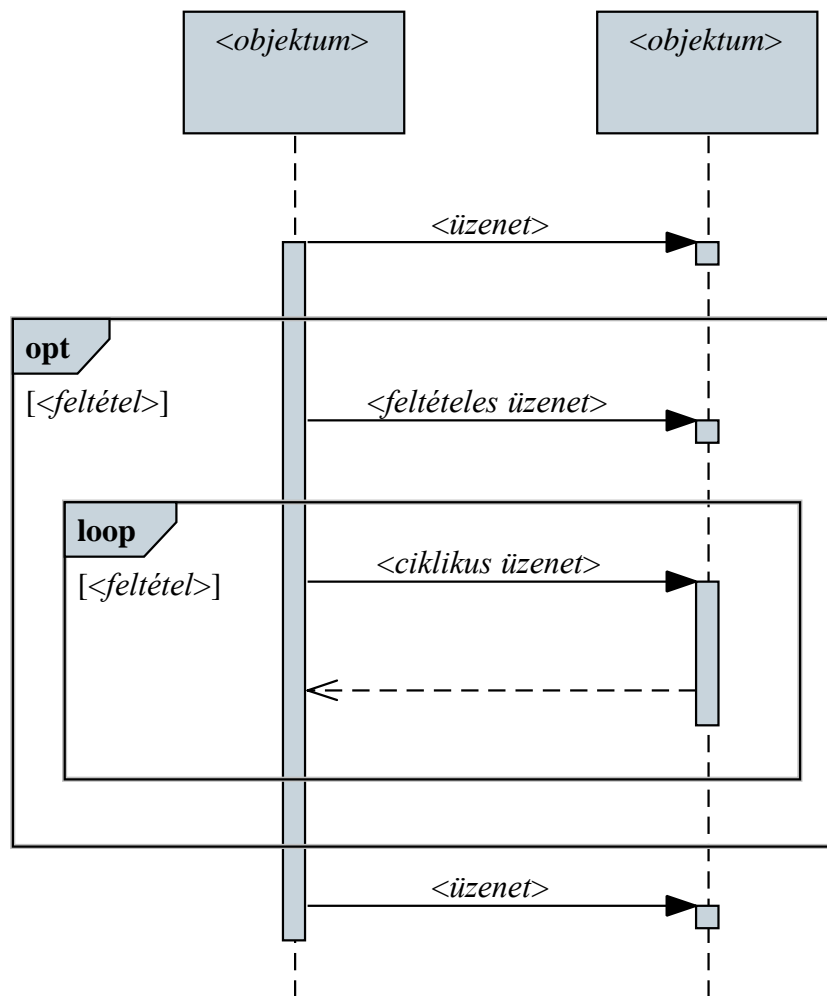 <objektum>
<objektum>
<üzenet>
opt
[<feltétel>]
<feltételes üzenet>
loop
[<feltétel>]
<ciklikus üzenet>
<üzenet>